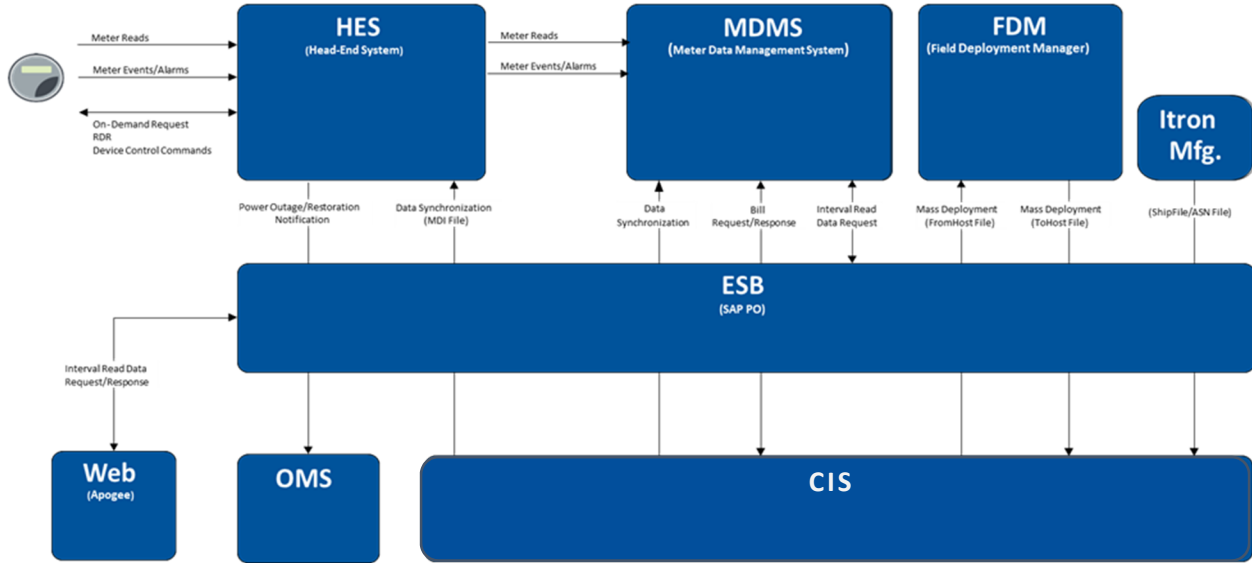 HES
(Head-End System)
MDMS
(Meter Data Management System)
FDM
(Field Deployment Manager)
Itron
Mfg.
Meter Reads
Meter Events/Alarms
On-Demand Request
RDR
Device Control Commands
Meter Reads
Meter Events/Alarms
Power Outage/Restoration
Notification
Data Synchronization
(MDI File)
Data
Synchronization
Bill
Request/Response
Interval Read
Data Request
Mass Deployment
(FromHost File)
Mass Deployment
(ToHost File)
(ShipFile/ASN File)
ESB
(SAP PO)
Interval Read Data
Request/Response
Web
(Apogee)
OMS
CIS